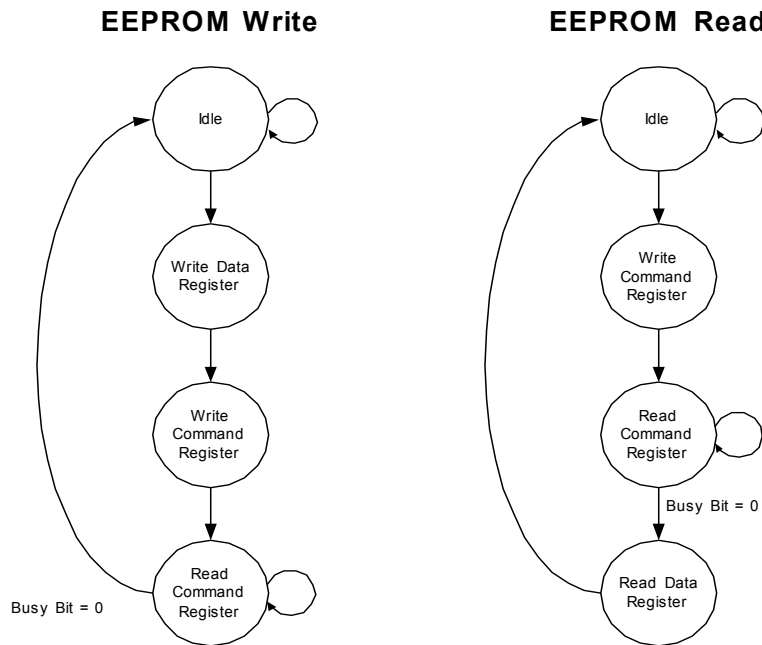 EEPROM Write
Idle
Write Data
Register
Write
Command
Register
Read
Command
Register
Busy Bit = 0
EEPROM Read
Idle
Write
Command
Register
Read
Command
Register
Busy Bit = 0
Read Data
Register